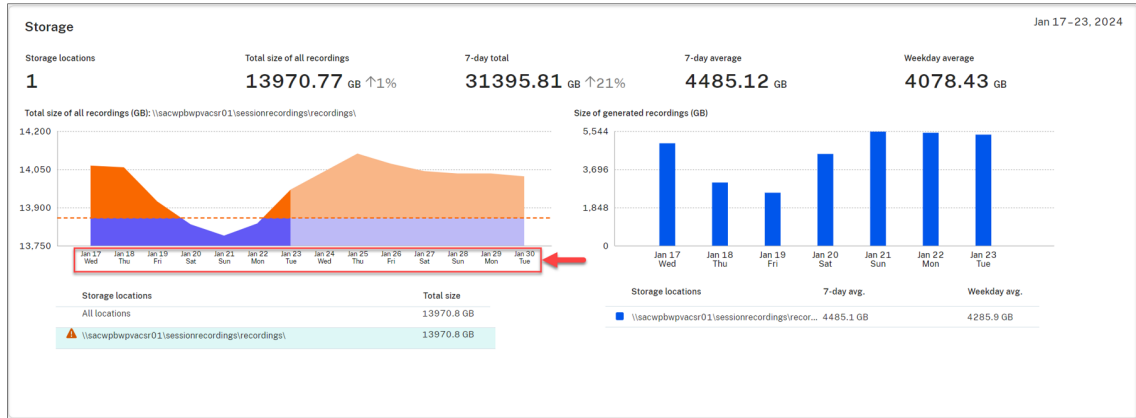 Storage
Jan 17–23, 2024
Storage locations
1
Total size of all recordings
13970.77 GB ↑1%
7-day total
31395.81 GB ↑21%
7-day average
4485.12 GB
Weekday average
4078.43 GB
Total size of all recordings (GB): \\sacwpbwpvacsr01\sessionrecordings\recordings\
14,200
14,050
13,900
13,750
Jan 17 Jan 18 Jan 19 Jan 20 Jan 21 Jan 22 Jan 23 Jan 24 Jan 25 Jan 26 Jan 27 Jan 28 Jan 29 Jan 30
Wed Thu Fri Sat Sun Mon Tue Wed Thu Fri Sat Sun Mon Tue
Storage locations Total size
All locations 13970.8 GB
\\sacwpbwpvacsr01\sessionrecordings\recordings\ 13970.8 GB
Size of generated recordings (GB)
5,544
3,696
1,848
0
Jan 17 Jan 18 Jan 19 Jan 20 Jan 21 Jan 22 Jan 23
Wed Thu Fri Sat Sun Mon Tue
Storage locations 7-day avg. Weekday avg.
\\sacwpbwpvacsr01\sessionrecordings\recor... 4485.1 GB 4285.9 GB